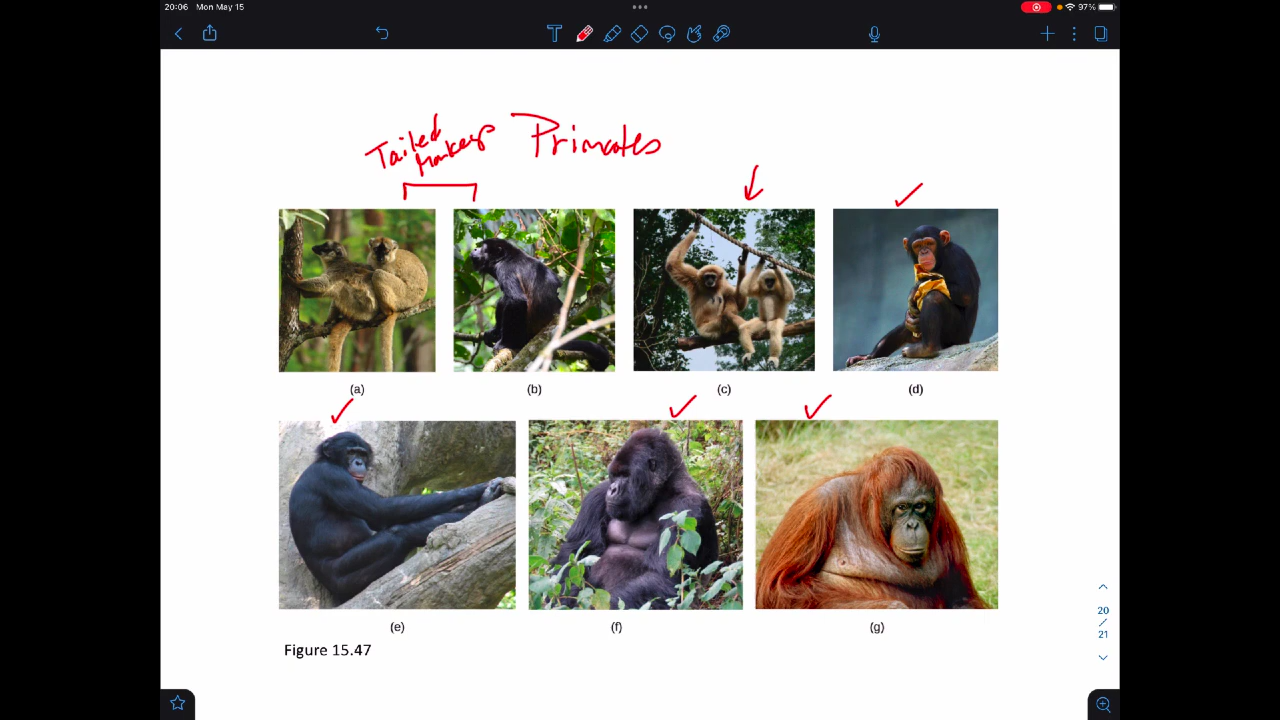 20:06 Mon May 15
97%
Tailed
Monkeys
Primates
(a)
(b)
(c)
(d)
(e)
(f)
(g)
Figure 15.47
20
/
21